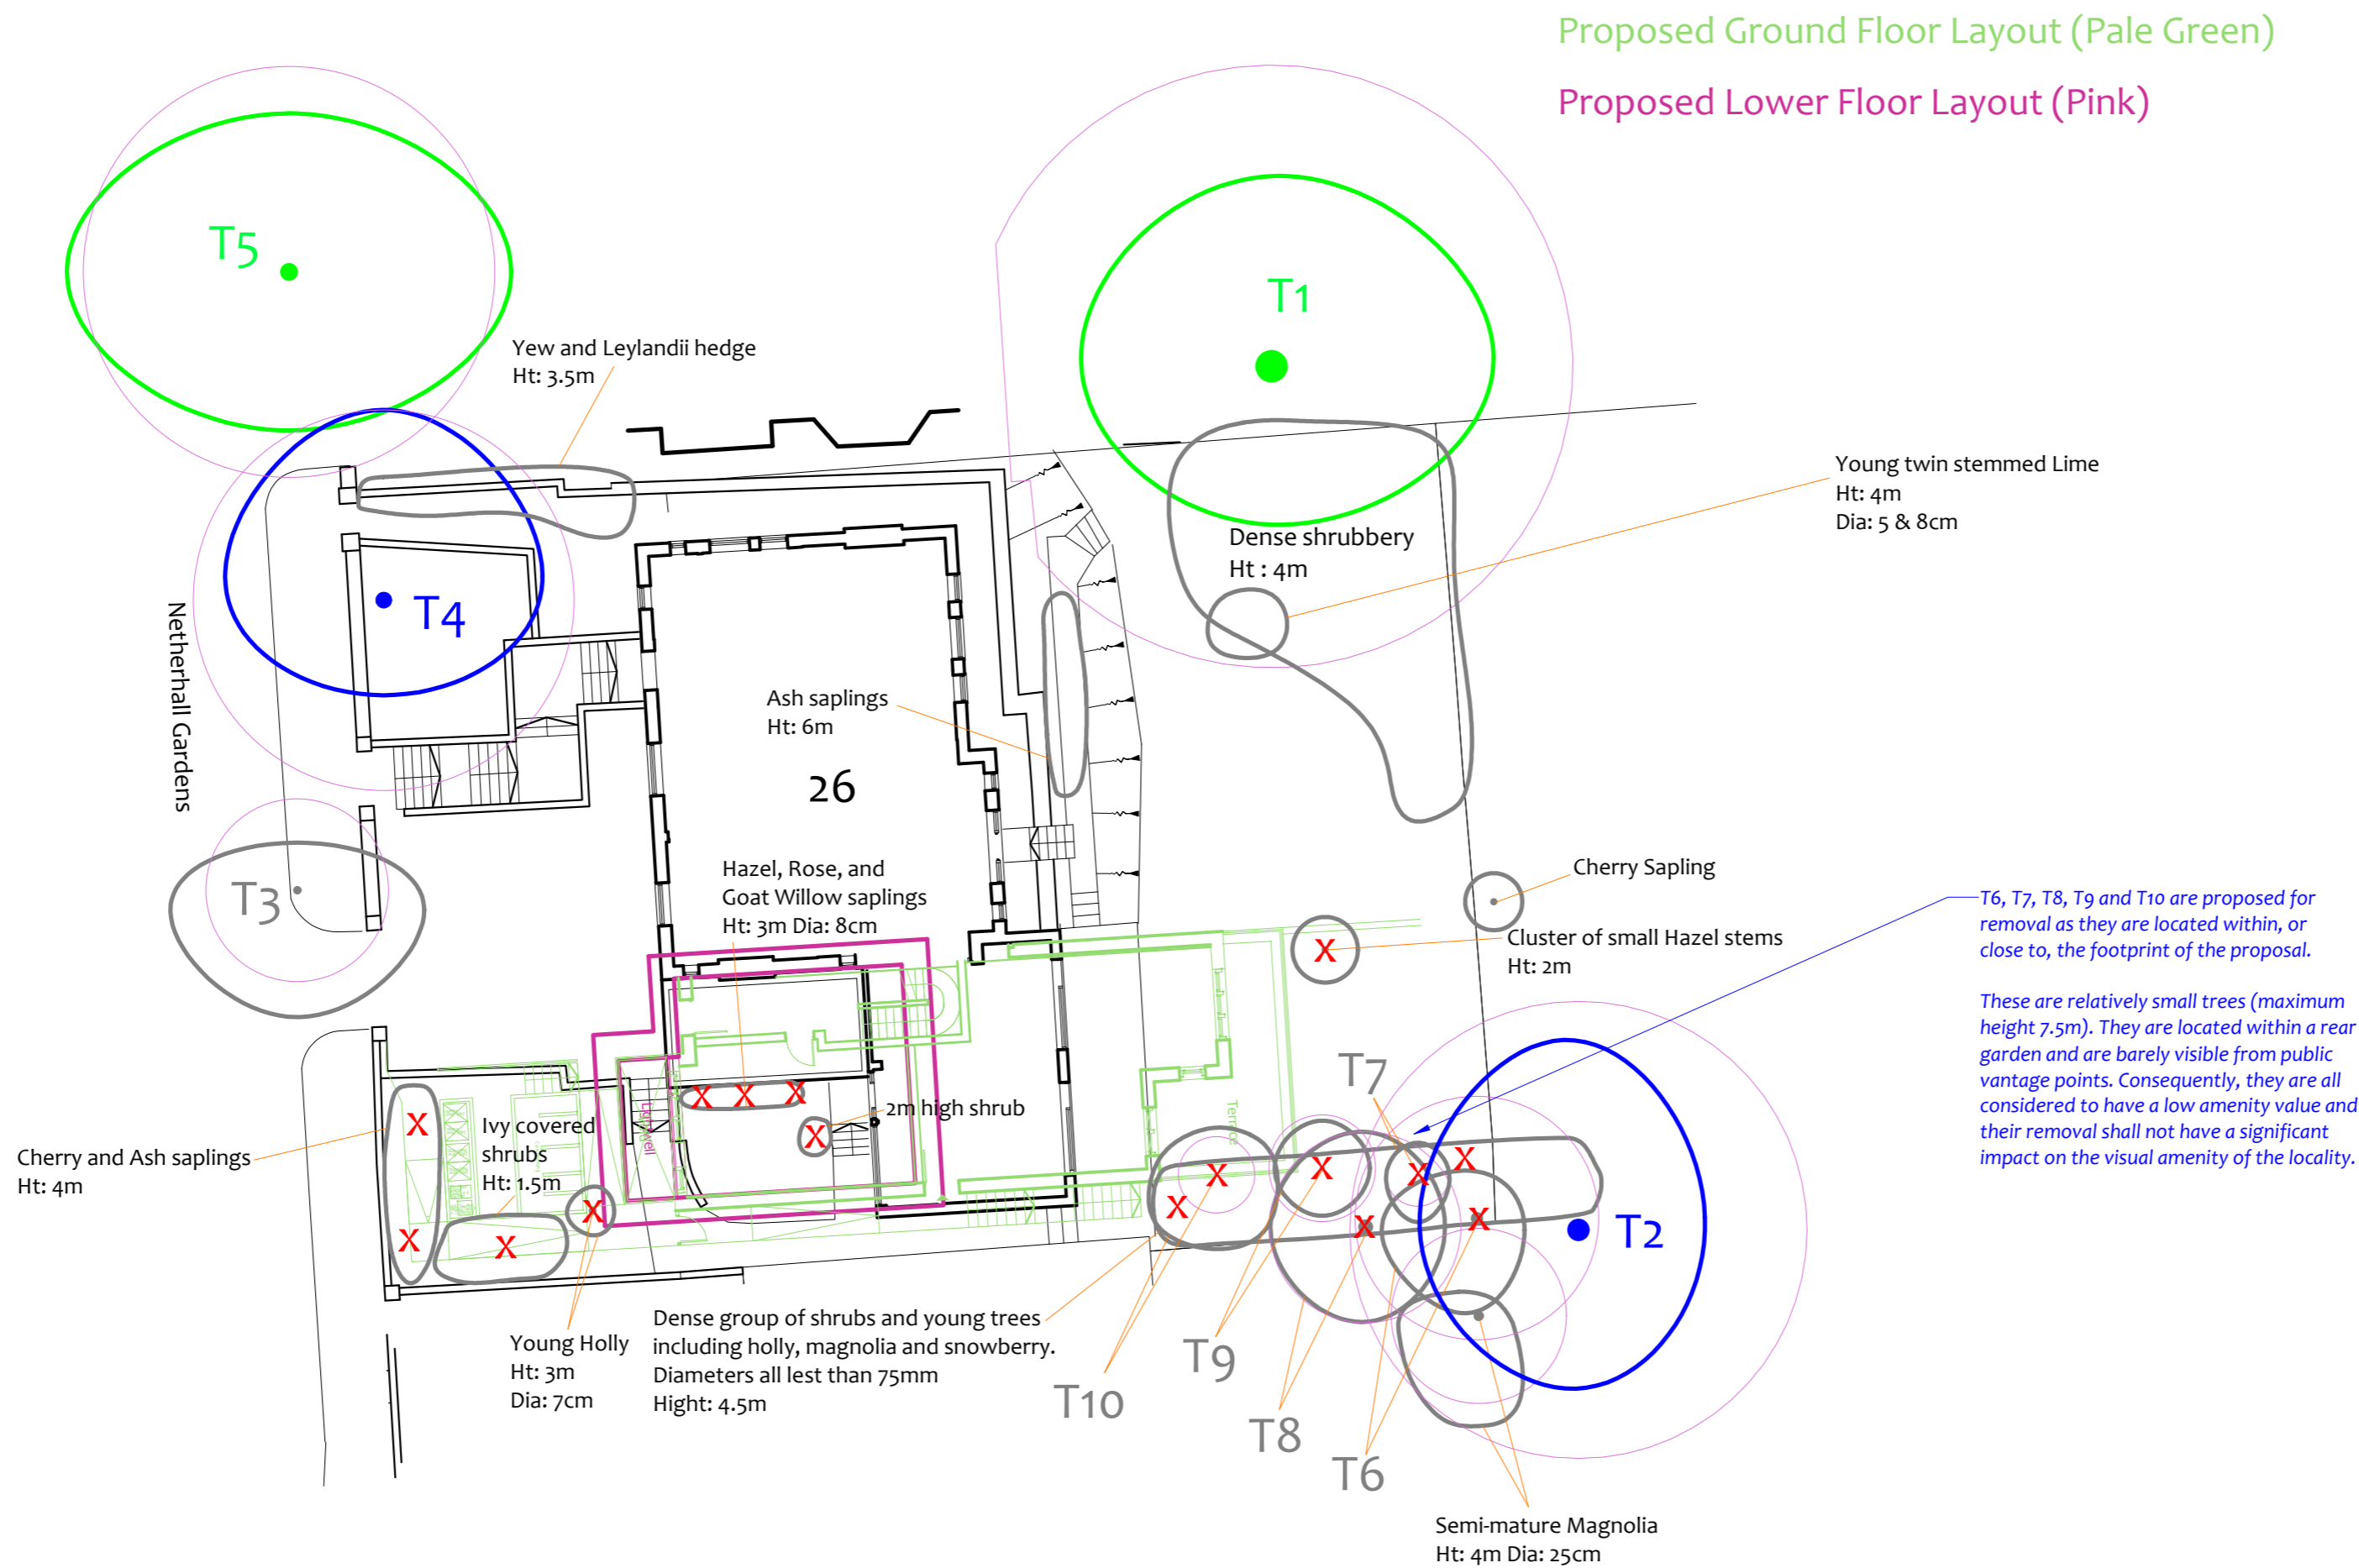 Proposed Ground Floor Layout (Pale Green)
Proposed Lower Floor Layout (Pink)
T5
T1
Yew and Leylandii hedge
Ht: 3.5m
Young twin stemmed Lime
Ht: 4m
Dia: 5 & 8cm
Dense shrubbery
Ht : 4m
T4
Netherhall Gardens
Ash saplings
Ht: 6m
26
Hazel, Rose, and
Goat Willow saplings
Ht: 3m Dia: 8cm
T3
Cherry Sapling
Cluster of small Hazel stems
Ht: 2m
X
T6, T7, T8, T9 and T10 are proposed for
removal as they are located within, or
close to, the footprint of the proposal.
These are relatively small trees (maximum
height 7.5m). They are located within a rear
garden and are barely visible from public
vantage points. Consequently, they are all
considered to have a low amenity value and
their removal shall not have a significant
impact on the visual amenity of the locality.
T7
X X X
2m high shrub
X
Terrace
Lightwell
Ivy covered
shrubs
Ht: 1.5m
X
Cherry and Ash saplings
Ht: 4m
X
X
X
X X X X
X X X
T2
Young Holly
Ht: 3m
Dia: 7cm
Dense group of shrubs and young trees
including holly, magnolia and snowberry.
Diameters all lest than 75mm
Hight: 4.5m
T10
T9
T8
T6
Semi-mature Magnolia
Ht: 4m Dia: 25cm